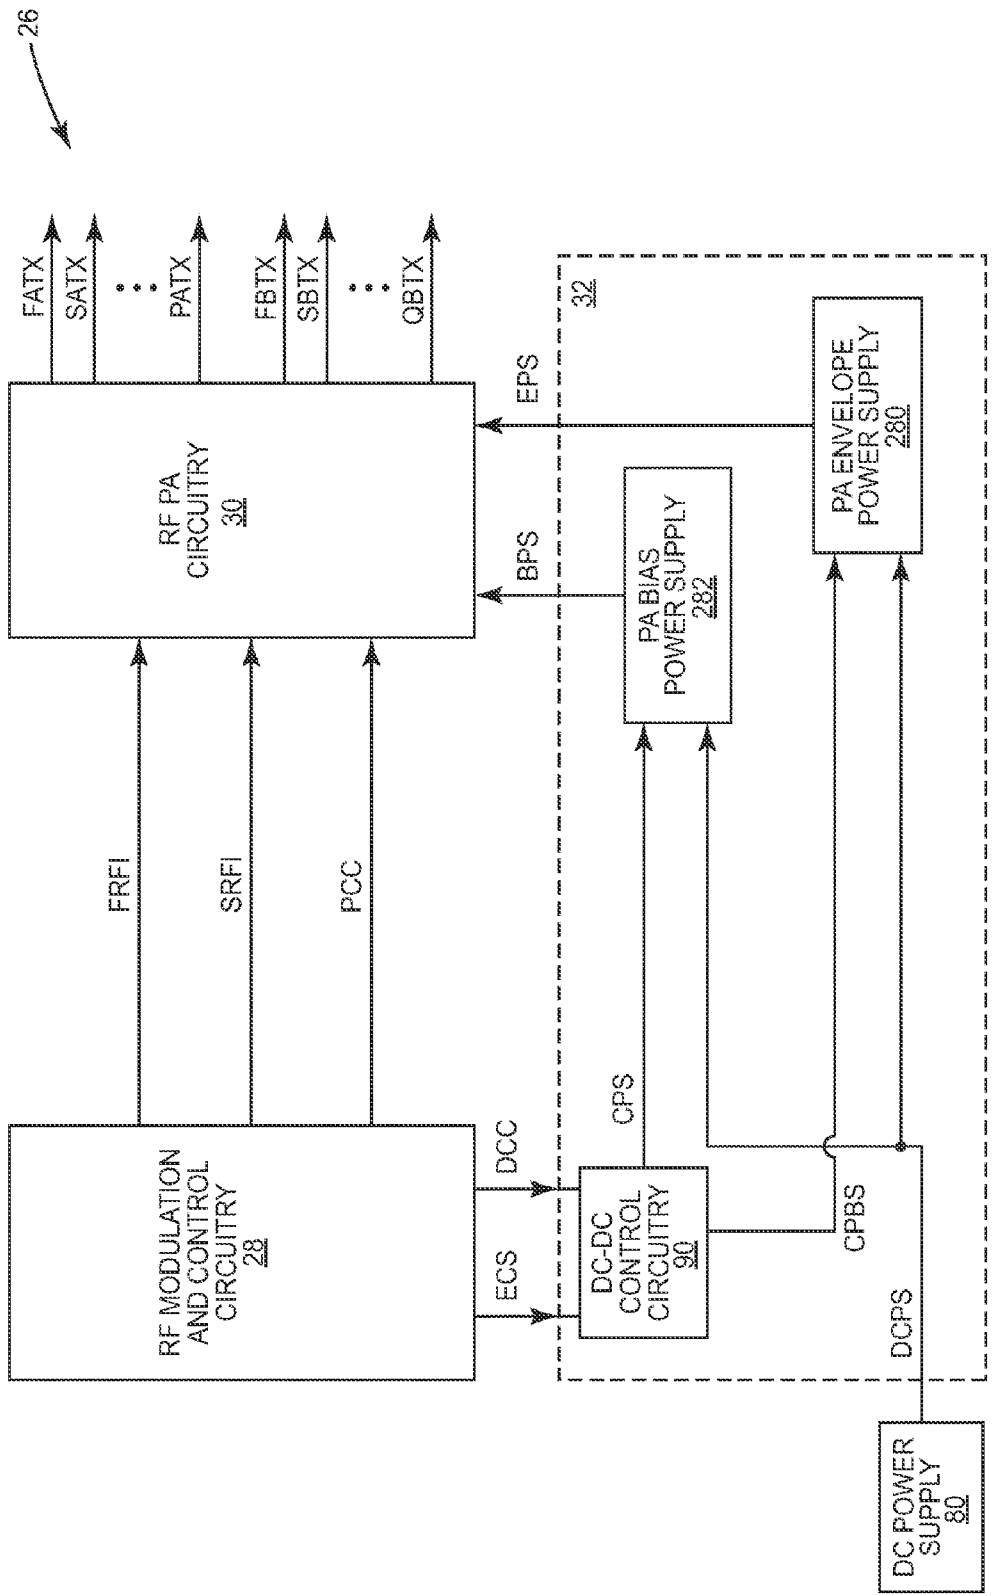 26
FATX
SATX
• • •
PATX
FBTX
SBTX
• • •
QBTX
RF PA
CIRCUITRY
30
FRFI
SRFI
PCC
RF MODULATION
AND CONTROL
CIRCUITRY
28
EPS
BPS
DCC
ECS
32
PA ENVELOPE
POWER SUPPLY
280
PA BIAS
POWER SUPPLY
282
CPS
DC-DC
CONTROL
CIRCUITRY
90
CPBS
DCPS
DC POWER
SUPPLY
80